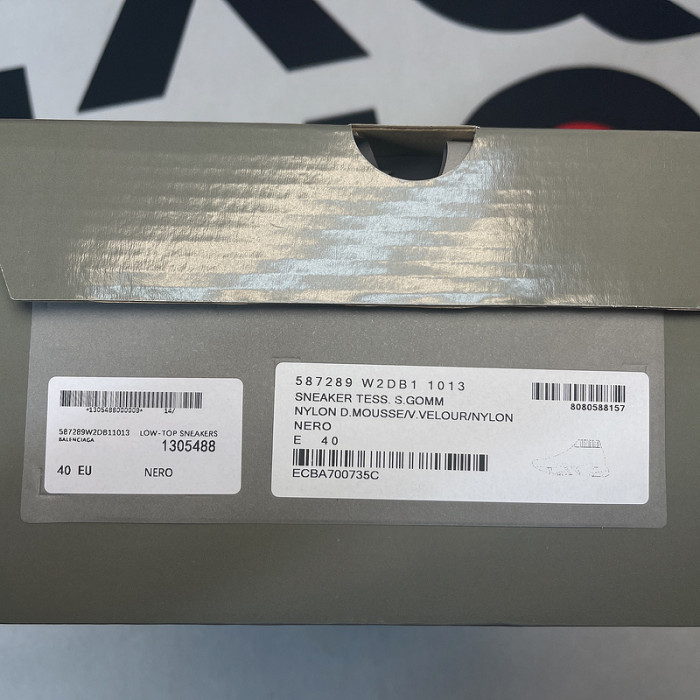 *1305488000009* 14/
587289W2DB11013 LOW-TOP SNEAKERS
BALENCIAGA
1305488
40 EU NERO
587289 W2DB1 1013
SNEAKER TESS. S.GOMM
NYLON D.MOUSSE/V.VELOUR/NYLON
NERO
E 40
ECBA700735C
8080588157